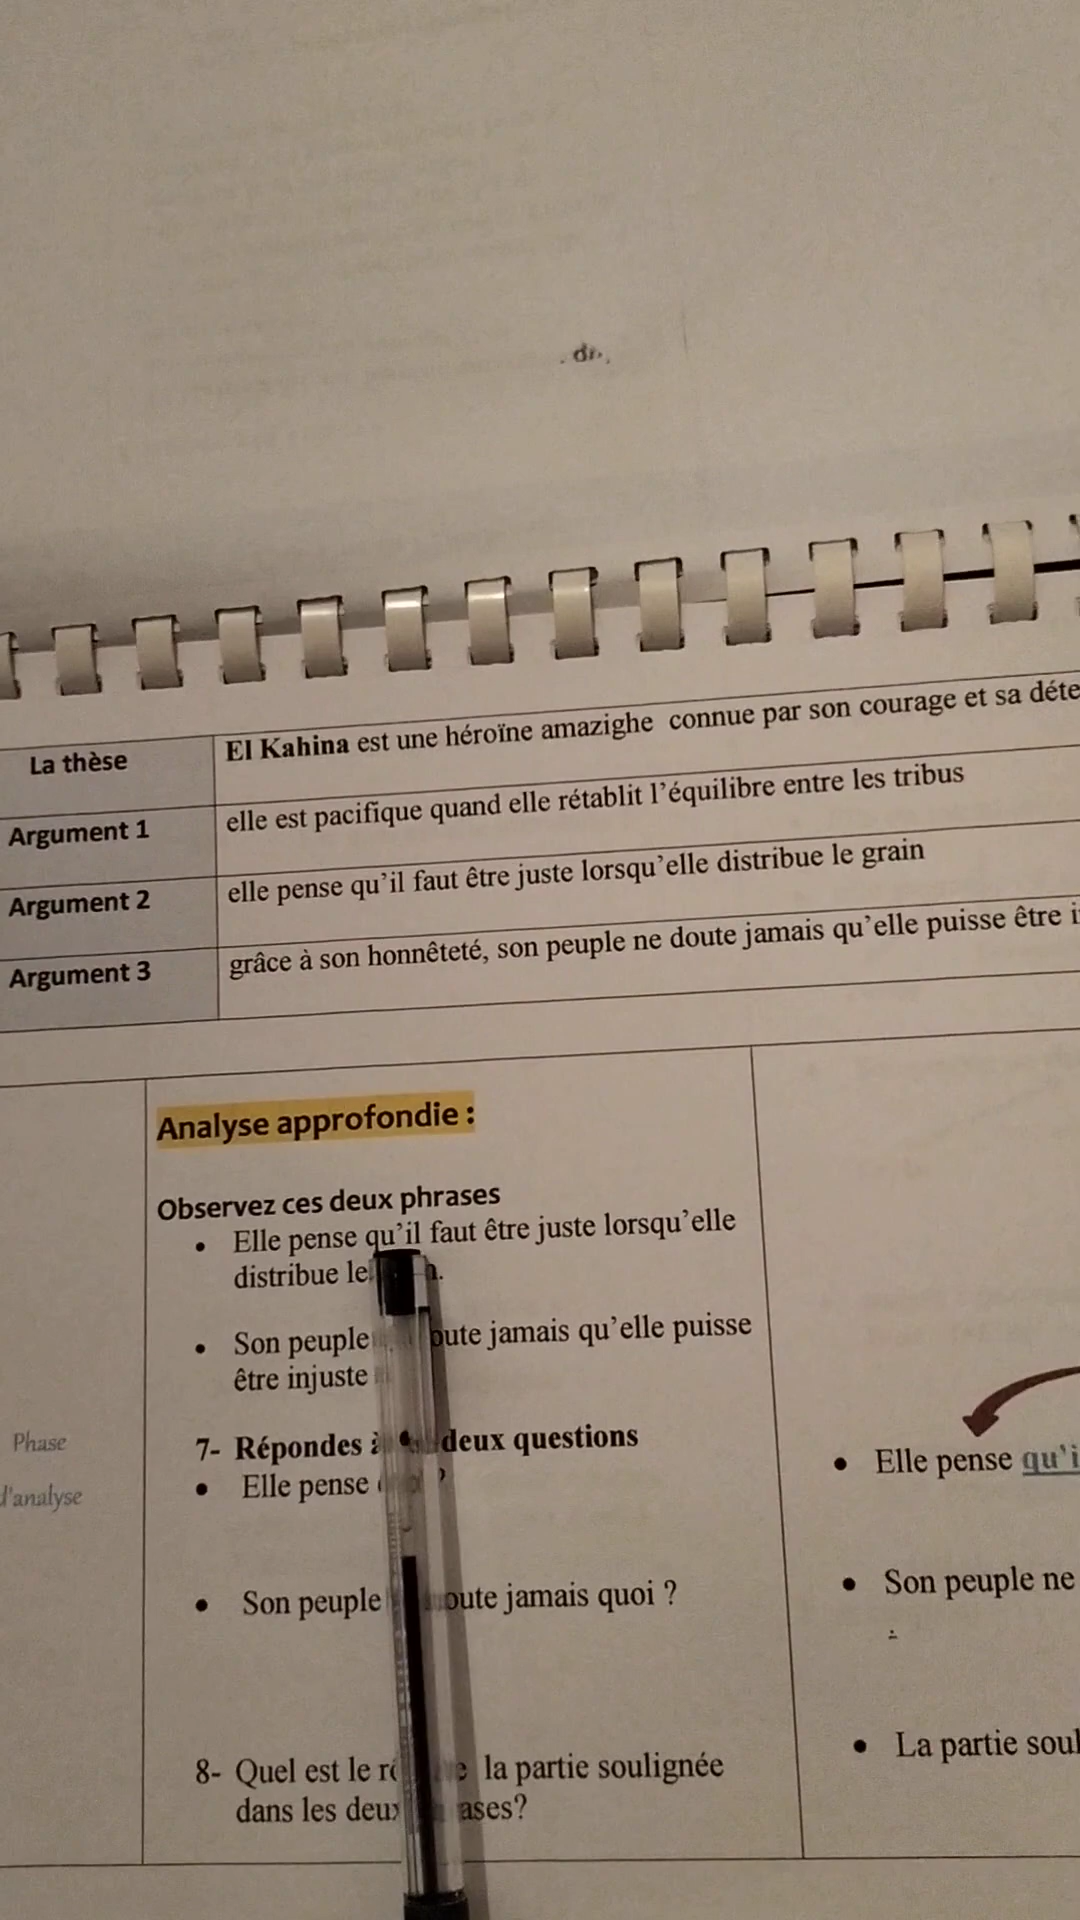 La thèse
El Kahina est une héroïne amazighe connue par son courage et sa déte
Argument 1
elle est pacifique quand elle rétablit l'équilibre entre les tribus
Argument 2
elle pense qu'il faut être juste lorsqu'elle distribue le grain
Argument 3
grâce à son honnêteté, son peuple ne doute jamais qu'elle puisse être i
Analyse approfondie :
Observez ces deux phrases
• Elle pense qu'il faut être juste lorsqu'elle
distribue le
• Son peuple oute jamais qu'elle puisse
être injuste
7- Répondes à deux questions
• Elle pense ?
• Son peuple oute jamais quoi ?
8- Quel est le rô la partie soulignée
dans les deux ases?
Phase
d'analyse
• Elle pense qu'i
• Son peuple ne
• La partie soul